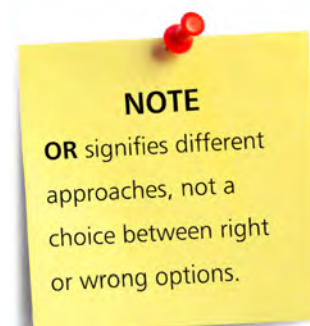 NOTE
OR signifies different
approaches, not a
choice between right
or wrong options.